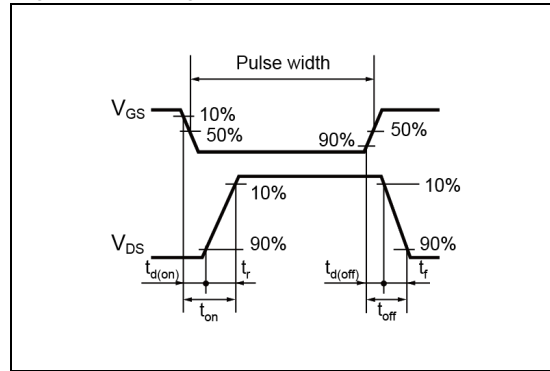 Pulse width
V_GS
10%
50%
90%
50%
10%
10%
V_DS
90%
90%
t_d(on)
t_r
t_d(off)
t_f
t_on
t_off